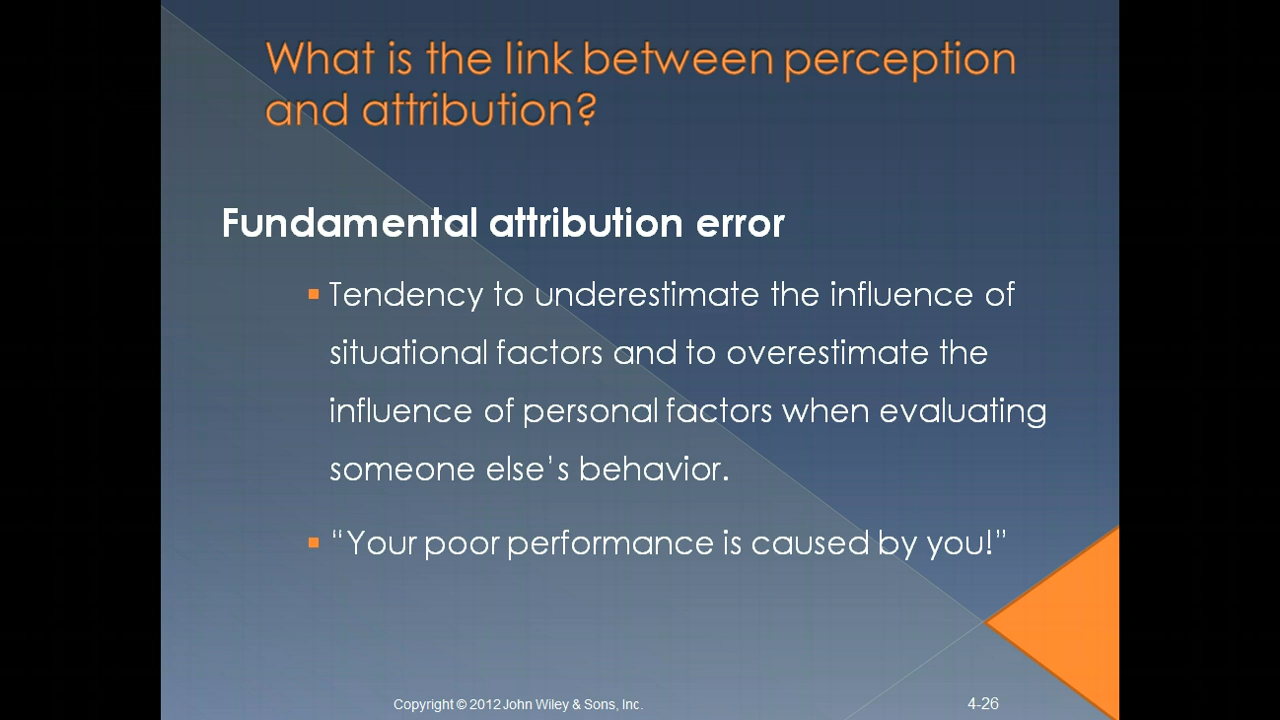 What is the link between perception
and attribution?
Fundamental attribution error
▪ Tendency to underestimate the influence of
situational factors and to overestimate the
influence of personal factors when evaluating
someone else’s behavior.
▪ “Your poor performance is caused by you!”
Copyright © 2012 John Wiley & Sons, Inc.
4-26